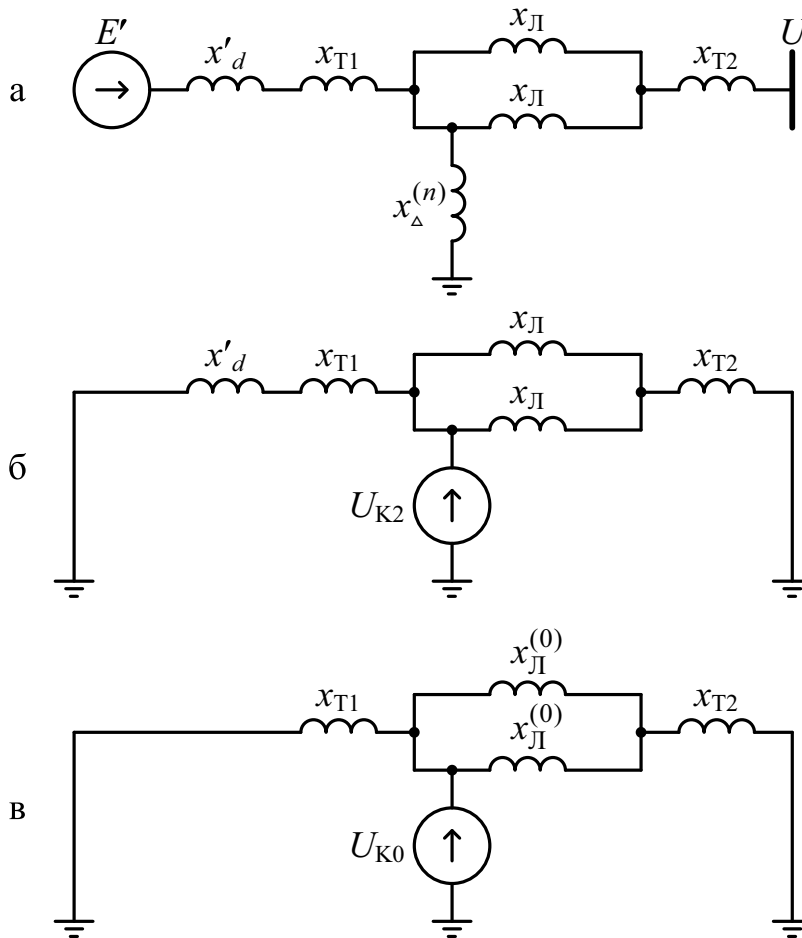 E′ x′d xТ1 xЛ xТ2 U
а xЛ
x△(n)
xЛ
x′d xТ1 xТ2
xЛ
б UК2
xЛ(0)
xТ1 xТ2
xЛ(0)
в UК0